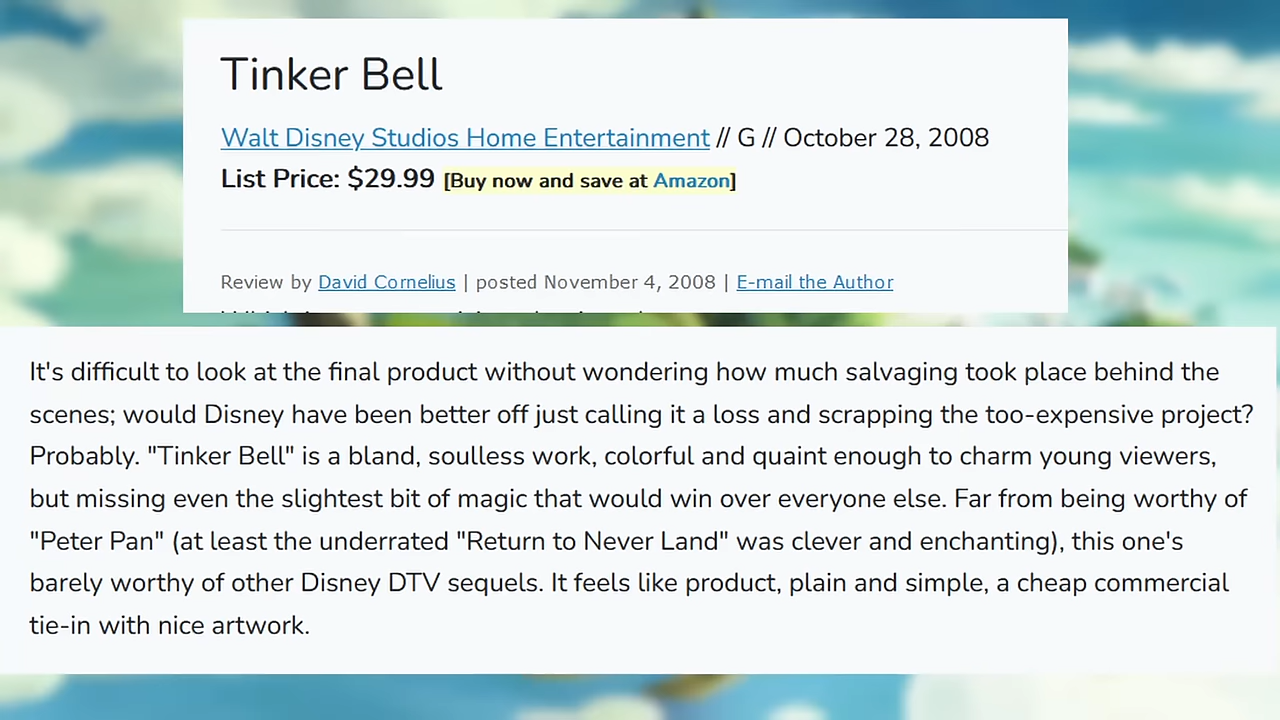 Tinker Bell
Walt Disney Studios Home Entertainment // G // October 28, 2008
List Price: $29.99 [Buy now and save at Amazon]
Review by David Cornelius | posted November 4, 2008 | E-mail the Author
It's difficult to look at the final product without wondering how much salvaging took place behind the
scenes; would Disney have been better off just calling it a loss and scrapping the too-expensive project?
Probably. "Tinker Bell" is a bland, soulless work, colorful and quaint enough to charm young viewers,
but missing even the slightest bit of magic that would win over everyone else. Far from being worthy of
"Peter Pan" (at least the underrated "Return to Never Land" was clever and enchanting), this one's
barely worthy of other Disney DTV sequels. It feels like product, plain and simple, a cheap commercial
tie-in with nice artwork.